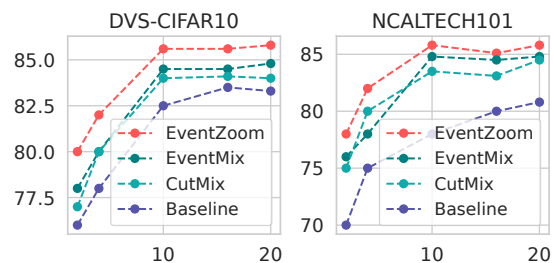 DVS-CIFAR10
85.0
82.5
80.0
77.5
10
20
EventZoom
EventMix
CutMix
Baseline
NCALTECH101
85
80
75
70
10
20
EventZoom
EventMix
CutMix
Baseline